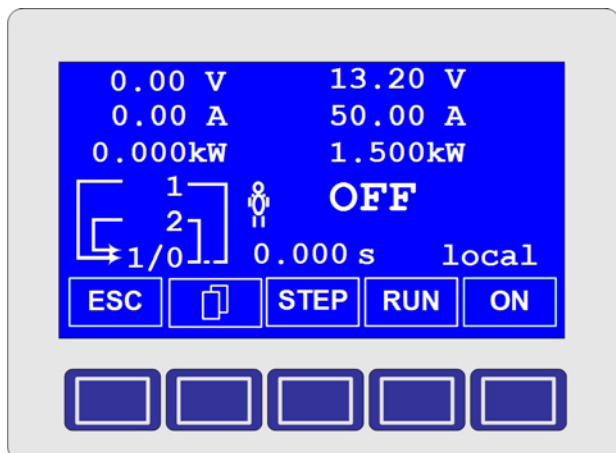 0.00 V 13.20 V
0.00 A 50.00 A
0.000kW 1.500kW
1 OFF
2
1/0 0.000 s local
ESC STEP RUN ON